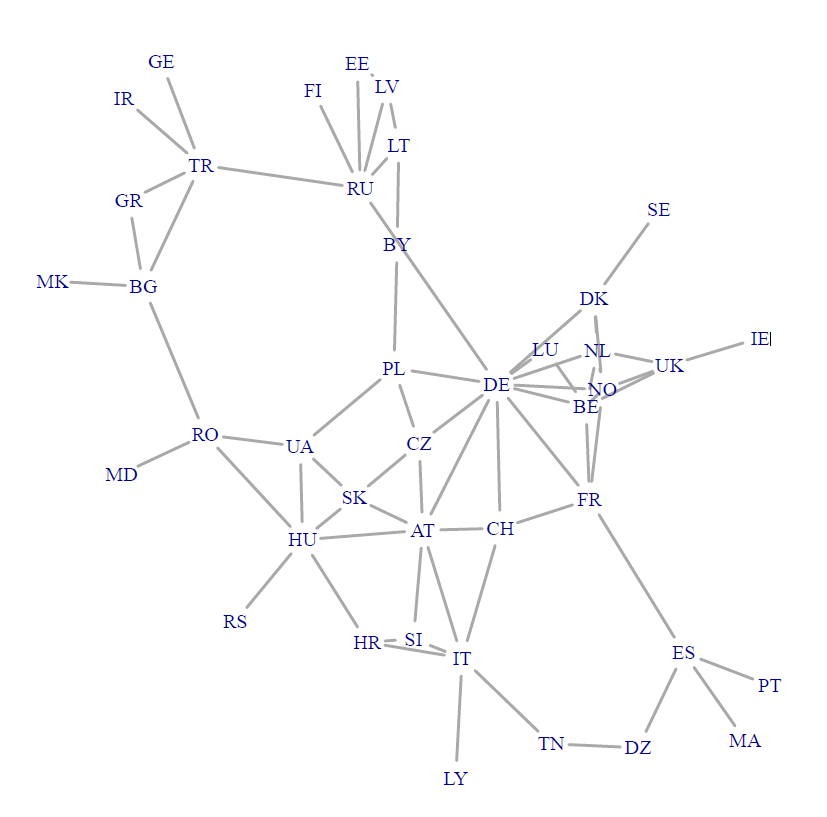 GE
EE
LV
FI
IR
LT
TR
RU
GR
SE
BY
MK
BG
DK
IE
LU
NL
UK
PL
DE
NO
BE
RO
UA
CZ
MD
SK
FR
HU
AT
CH
RS
HR
SI
IT
ES
PT
TN
DZ
MA
LY